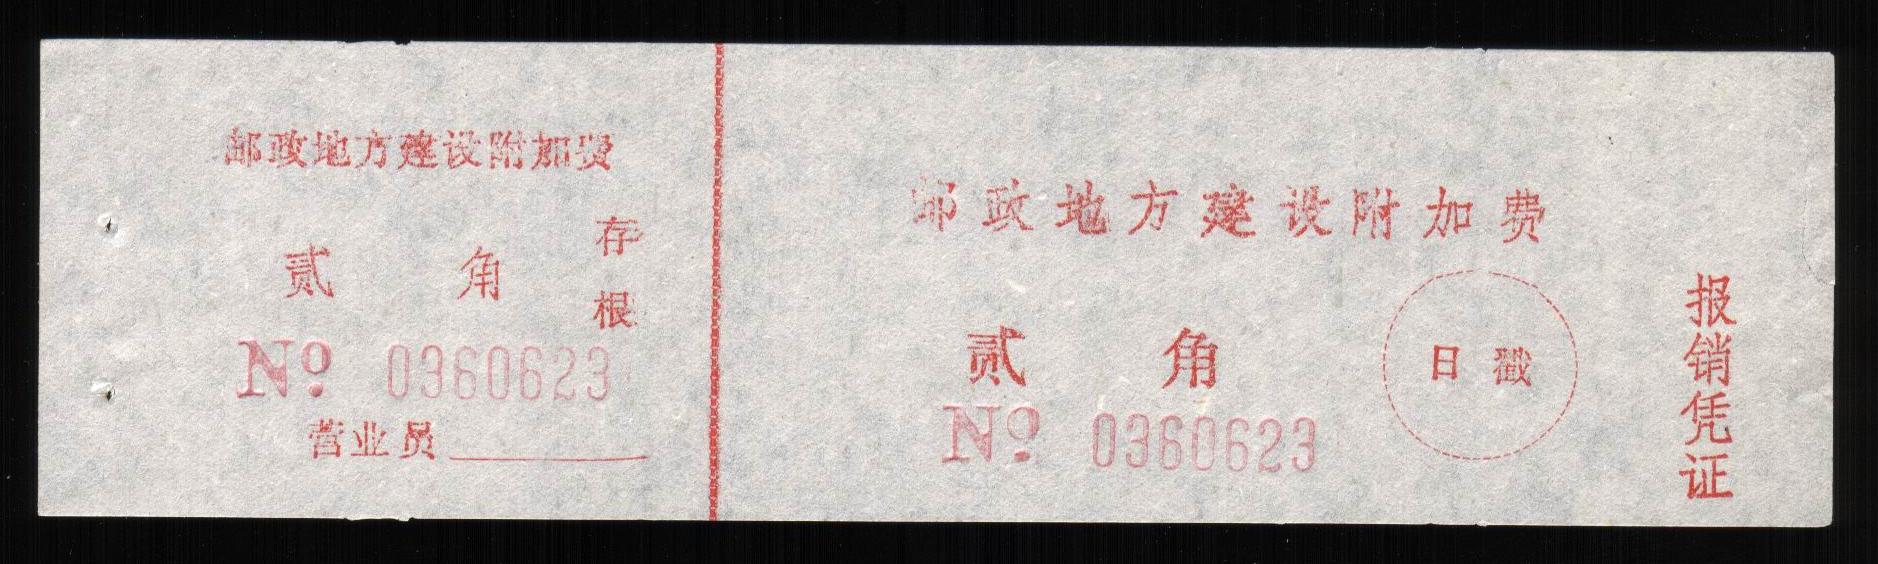 邮政地方建设附加费
贰角
存根
No 0360623
营业员
邮政地方建设附加费
贰角
No 0360623
日戳
报销凭证